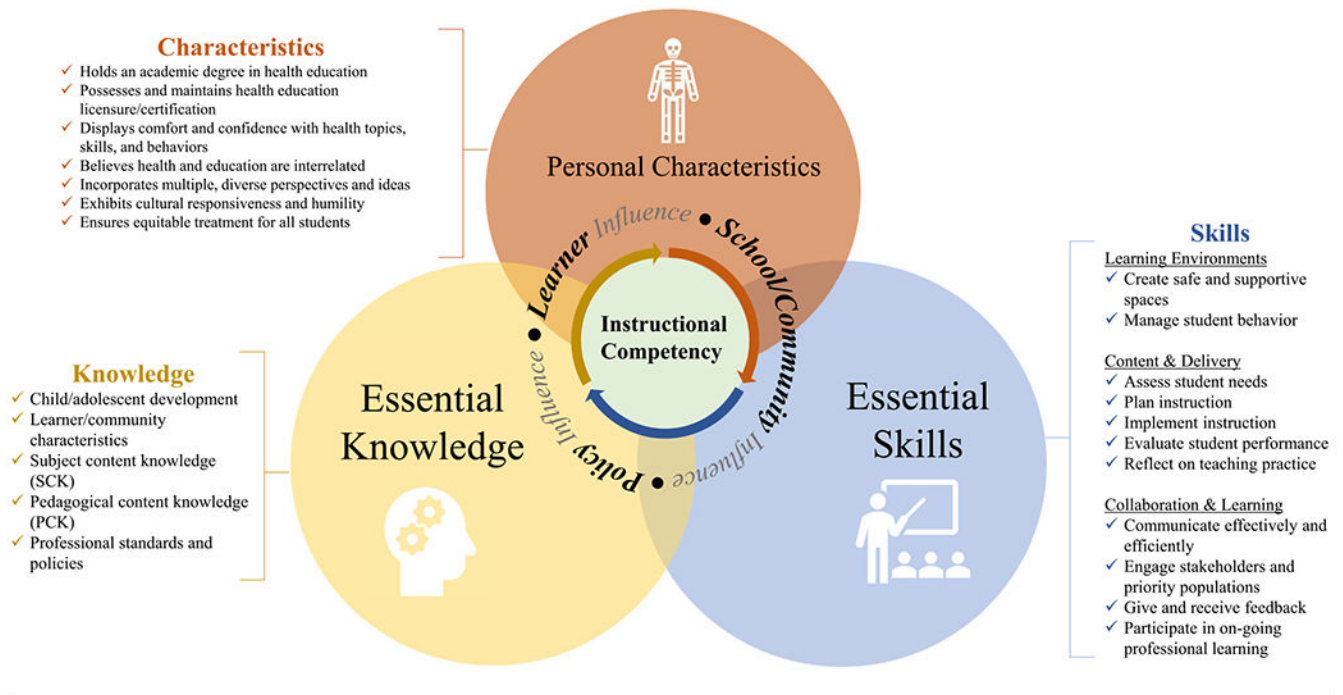 Characteristics
✓ Holds an academic degree in health education
✓ Possesses and maintains health education
licensure/certification
✓ Displays comfort and confidence with health topics,
skills, and behaviors
✓ Believes health and education are interrelated
✓ Incorporates multiple, diverse perspectives and ideas
✓ Exhibits cultural responsiveness and humility
✓ Ensures equitable treatment for all students
Personal Characteristics
Learner Influence
● School/Community Influence
● Policy Influence
●
Instructional
Competency
Knowledge
✓ Child/adolescent development
✓ Learner/community
characteristics
✓ Subject content knowledge
(SCK)
✓ Pedagogical content knowledge
(PCK)
✓ Professional standards and
policies
Essential
Knowledge
Essential
Skills
Skills
Learning Environments
✓ Create safe and supportive
spaces
✓ Manage student behavior
Content & Delivery
✓ Assess student needs
✓ Plan instruction
✓ Implement instruction
✓ Evaluate student performance
✓ Reflect on teaching practice
Collaboration & Learning
✓ Communicate effectively and
efficiently
✓ Engage stakeholders and
priority populations
✓ Give and receive feedback
✓ Participate in on-going
professional learning